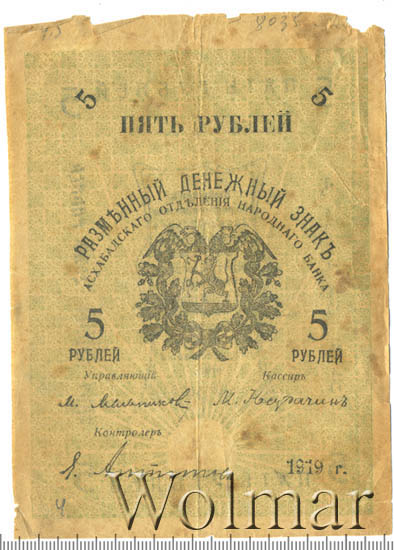 8035
5 5
ПЯТЬ РУБЛЕЙ
РАЗМѢННЫЙ ДЕНЕЖНЫЙ ЗНАКЪ
АСХАБАДСКАГО ОТДѢЛЕНІЯ НАРОДНАГО БАНКА
5 5
РУБЛЕЙ РУБЛЕЙ
Управляющій Кассиръ
М. Мельников М.
Контролеръ
1919 г.
Wolmar